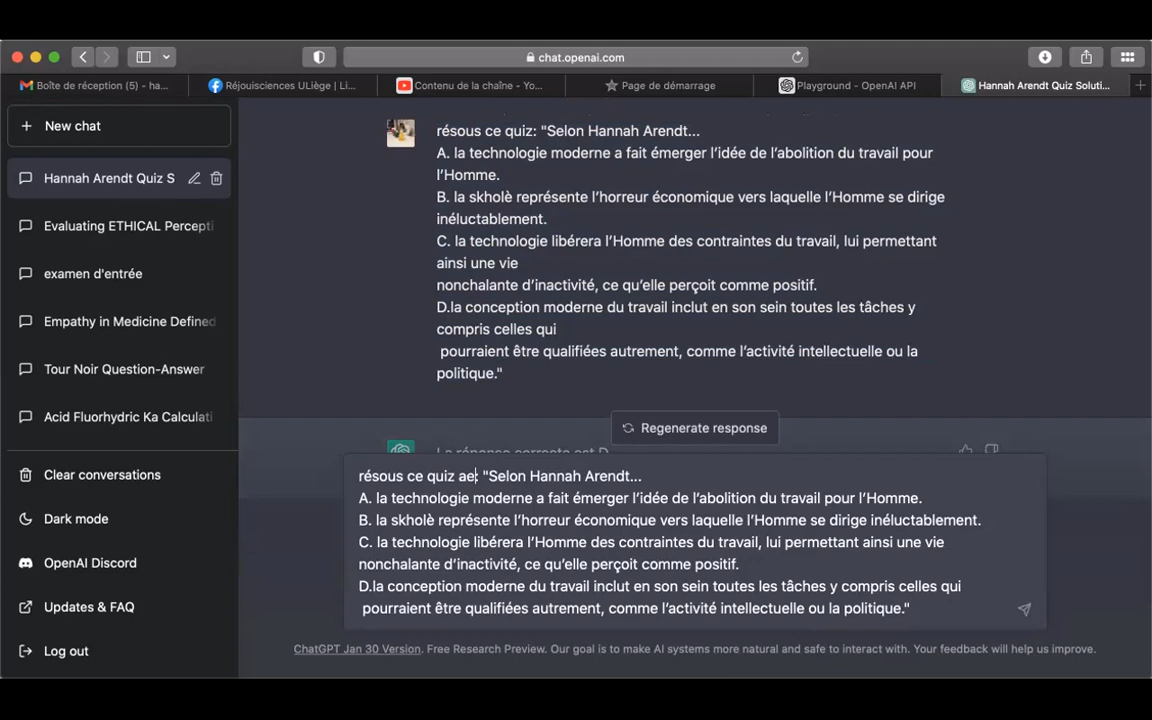 chat.openai.com
Boîte de réception (5) - ha...
Réjouisciences ULiège | Li...
Contenu de la chaîne - Yo...
Page de démarrage
Playground - OpenAI API
Hannah Arendt Quiz Soluti...
New chat
Hannah Arendt Quiz S
Evaluating ETHICAL Percepti
examen d'entrée
Empathy in Medicine Defined
Tour Noir Question-Answer
Acid Fluorhydric Ka Calculati
Clear conversations
Dark mode
OpenAI Discord
Updates & FAQ
Log out
résous ce quiz: "Selon Hannah Arendt...
A. la technologie moderne a fait émerger l'idée de l'abolition du travail pour
l'Homme.
B. la skholè représente l'horreur économique vers laquelle l'Homme se dirige
inéluctablement.
C. la technologie libérera l'Homme des contraintes du travail, lui permettant
ainsi une vie
nonchalante d'inactivité, ce qu'elle perçoit comme positif.
D.la conception moderne du travail inclut en son sein toutes les tâches y
compris celles qui
pourraient être qualifiées autrement, comme l'activité intellectuelle ou la
politique."
Regenerate response
La réponse correcte est D
résous ce quiz ae: "Selon Hannah Arendt...
A. la technologie moderne a fait émerger l'idée de l'abolition du travail pour l'Homme.
B. la skholè représente l'horreur économique vers laquelle l'Homme se dirige inéluctablement.
C. la technologie libérera l'Homme des contraintes du travail, lui permettant ainsi une vie
nonchalante d'inactivité, ce qu'elle perçoit comme positif.
D.la conception moderne du travail inclut en son sein toutes les tâches y compris celles qui
pourraient être qualifiées autrement, comme l'activité intellectuelle ou la politique."
ChatGPT Jan 30 Version. Free Research Preview. Our goal is to make AI systems more natural and safe to interact with. Your feedback will help us improve.